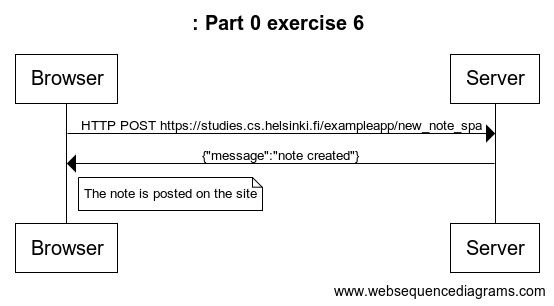 : Part 0 exercise 6
Browser
Server
HTTP POST https://studies.cs.helsinki.fi/exampleapp/new_note_spa
{"message":"note created"}
The note is posted on the site
Browser
Server
www.websequencediagrams.com